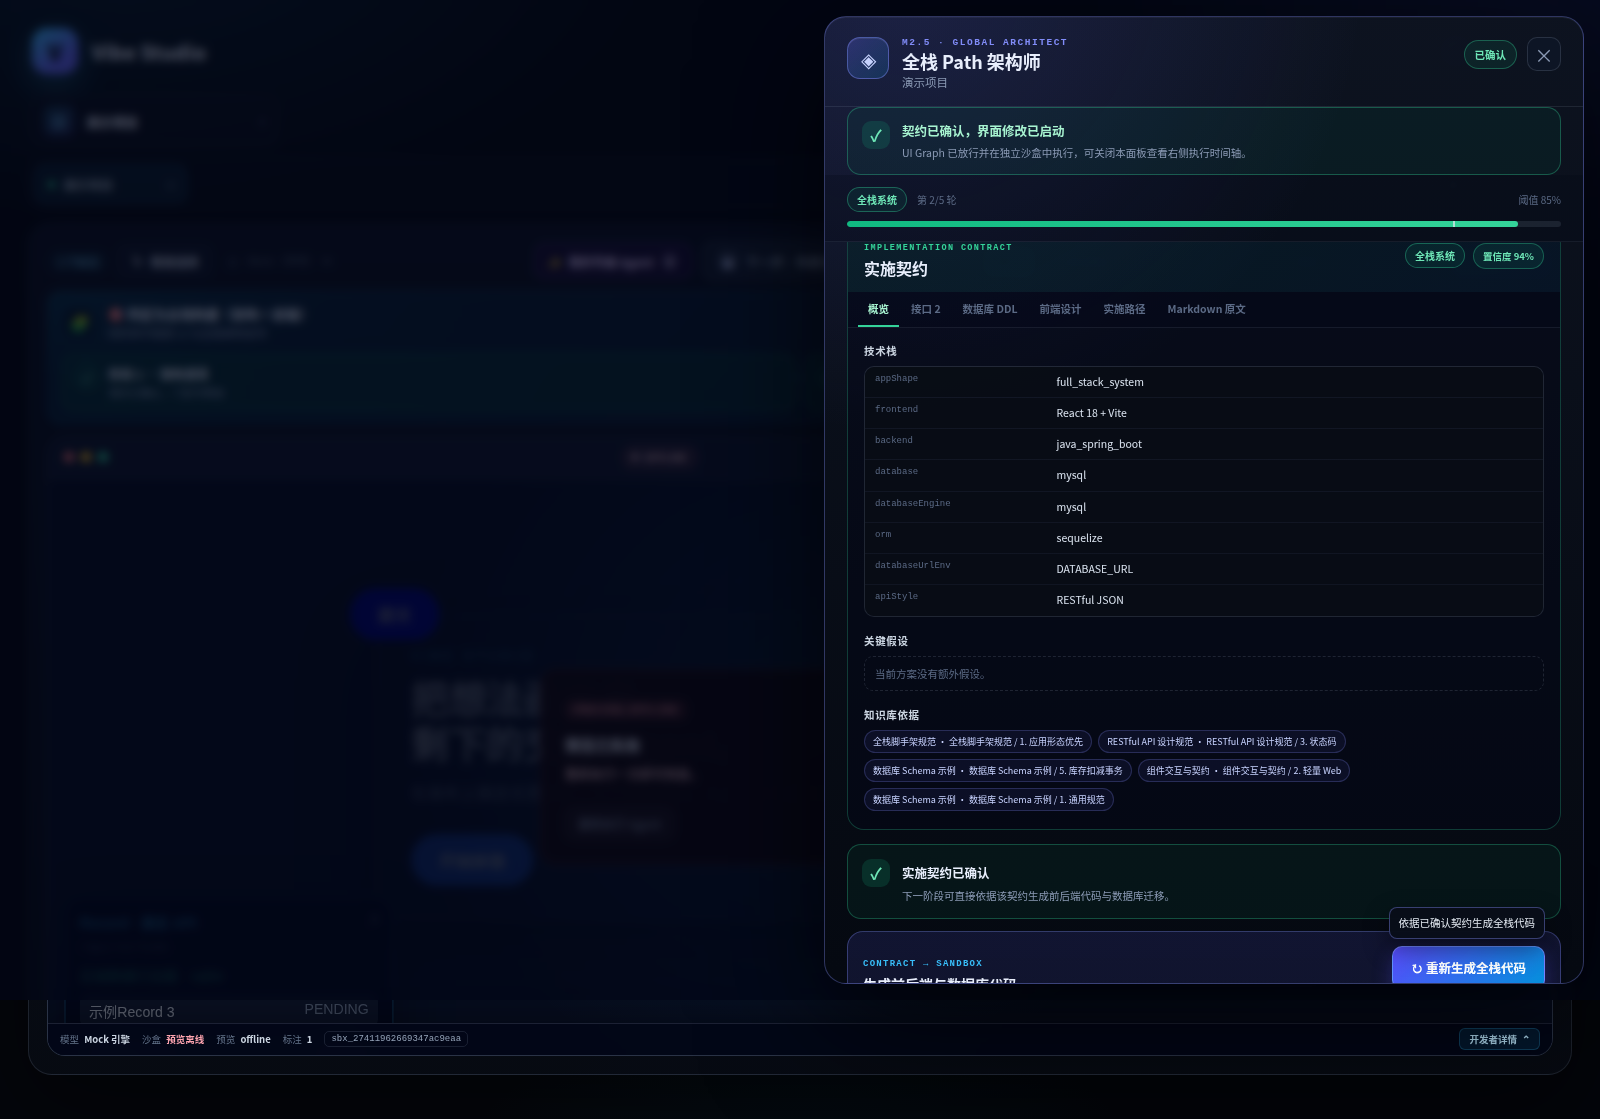 Vibe Studio
M2.5 · GLOBAL ARCHITECT
全栈 Path 架构师
演示项目
已确认
契约已确认，界面修改已启动
UI Graph 已放行并在独立沙盒中执行，可关闭本面板查看右侧执行时间轴。
全栈系统 第 2/5 轮 阈值 85%
IMPLEMENTATION CONTRACT
实施契约
全栈系统 置信度 94%
概览 接口 2 数据库 DDL 前端设计 实施路径 Markdown 原文
技术栈
appShape full_stack_system
frontend React 18 + Vite
backend java_spring_boot
database mysql
databaseEngine mysql
orm sequelize
databaseUrlEnv DATABASE_URL
apiStyle RESTful JSON
关键假设
当前方案没有额外假设。
知识库依据
全栈脚手架规范 · 全栈脚手架规范 / 1. 应用形态优先 RESTful API 设计规范 · RESTful API 设计规范 / 3. 状态码
数据库 Schema 示例 · 数据库 Schema 示例 / 5. 库存扣减事务 组件交互与契约 · 组件交互与契约 / 2. 轻量 Web
数据库 Schema 示例 · 数据库 Schema 示例 / 1. 通用规范
实施契约已确认
下一阶段可直接依据该契约生成前后端代码与数据库迁移。
依据已确认契约生成全栈代码
CONTRACT → SANDBOX
生成前后端与数据库代码
↻ 重新生成全栈代码
示例Record 3 PENDING
模型 Mock 引擎 沙盒 预览离线 预览 offline 标注 1 sbx_27411962669347ac9eaa 开发者详情 ⌃